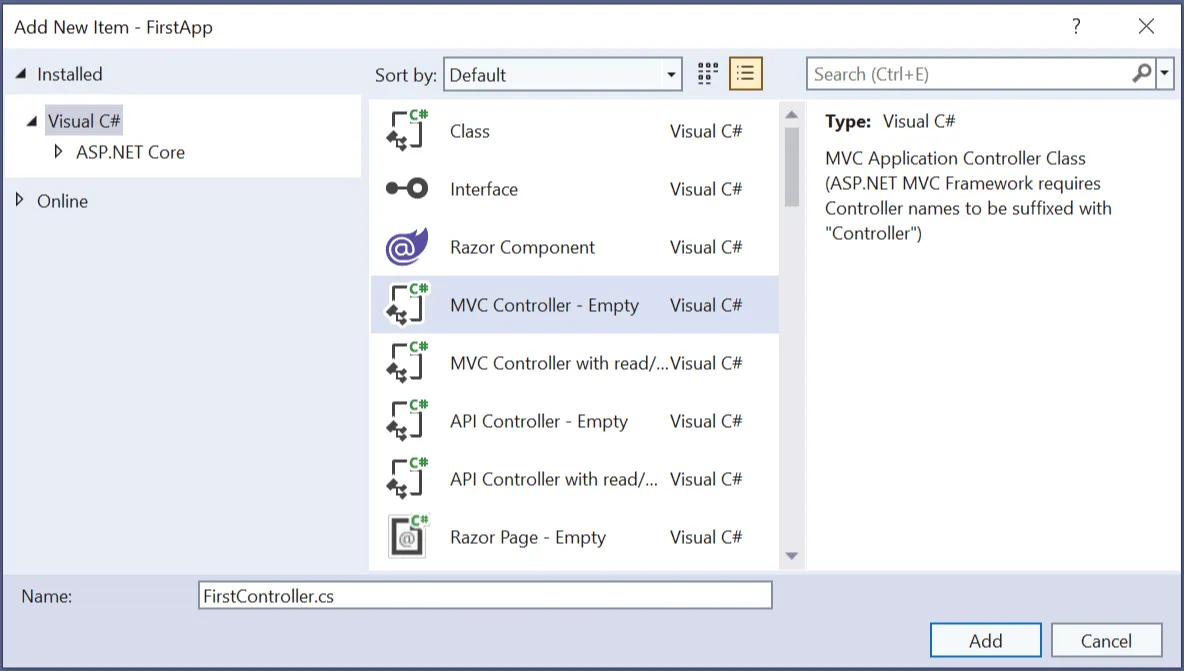 Add New Item - FirstApp
?
Installed
Sort by: Default
Search (Ctrl+E)
Visual C#
ASP.NET Core
Online
C# Class Visual C#
Interface Visual C#
@ Razor Component Visual C#
C# MVC Controller - Empty Visual C#
C# MVC Controller with read/... Visual C#
C# API Controller - Empty Visual C#
C# API Controller with read/... Visual C#
C# @ Razor Page - Empty Visual C#
Type: Visual C#
MVC Application Controller Class
(ASP.NET MVC Framework requires
Controller names to be suffixed with
"Controller")
Name: FirstController.cs
Add Cancel